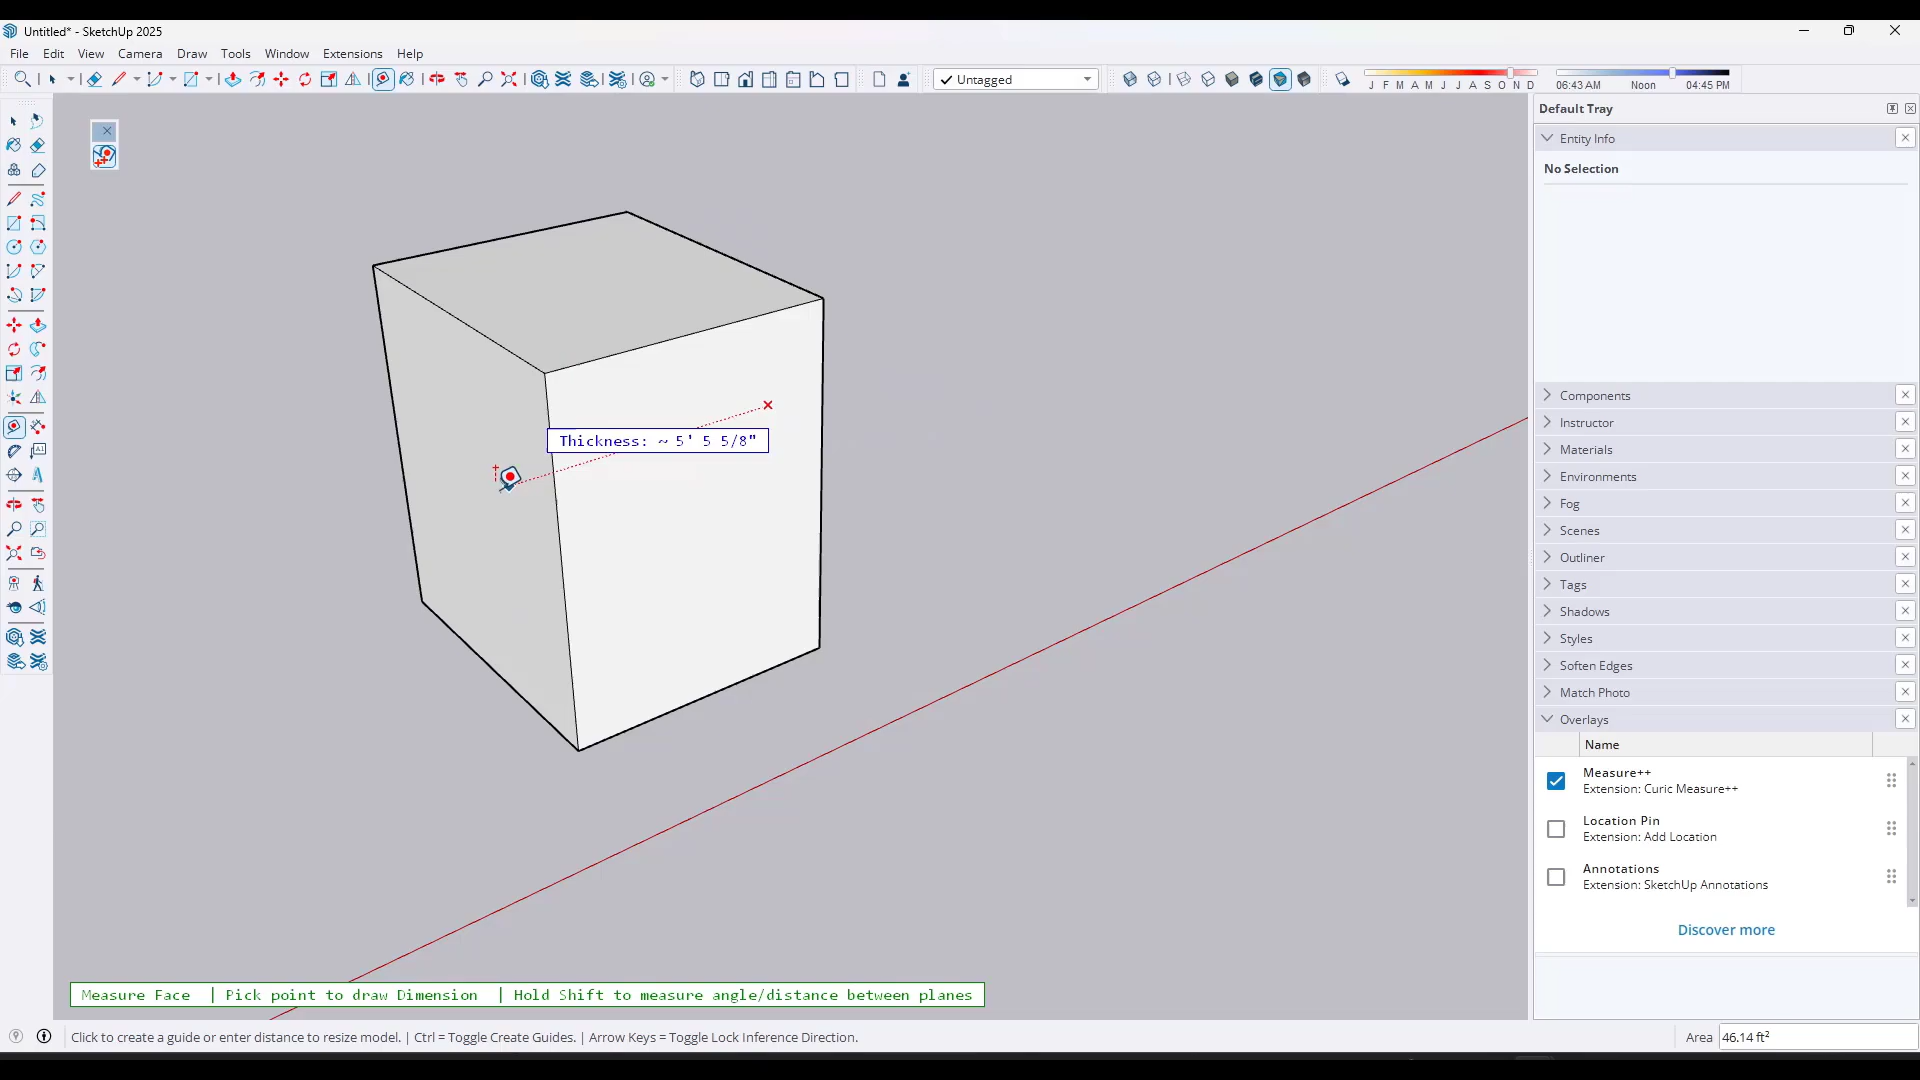 Untitled* - SketchUp 2025
File Edit View Camera Draw Tools Window Extensions Help
Untagged
J F M A M J J A S O N D
06:43 AM Noon 04:45 PM
Default Tray
Entity Info
No Selection
Thickness: ~ 5' 5 5/8"
Components
Instructor
Materials
Environments
Fog
Scenes
Outliner
Tags
Shadows
Styles
Soften Edges
Match Photo
Overlays
Name
Measure++
Extension: Curic Measure++
Location Pin
Extension: Add Location
Annotations
Extension: SketchUp Annotations
Discover more
Measure Face | Pick point to draw Dimension | Hold Shift to measure angle/distance between planes
Click to create a guide or enter distance to resize model. | Ctrl = Toggle Create Guides. | Arrow Keys = Toggle Lock Inference Direction.
Area 46.14 ft²